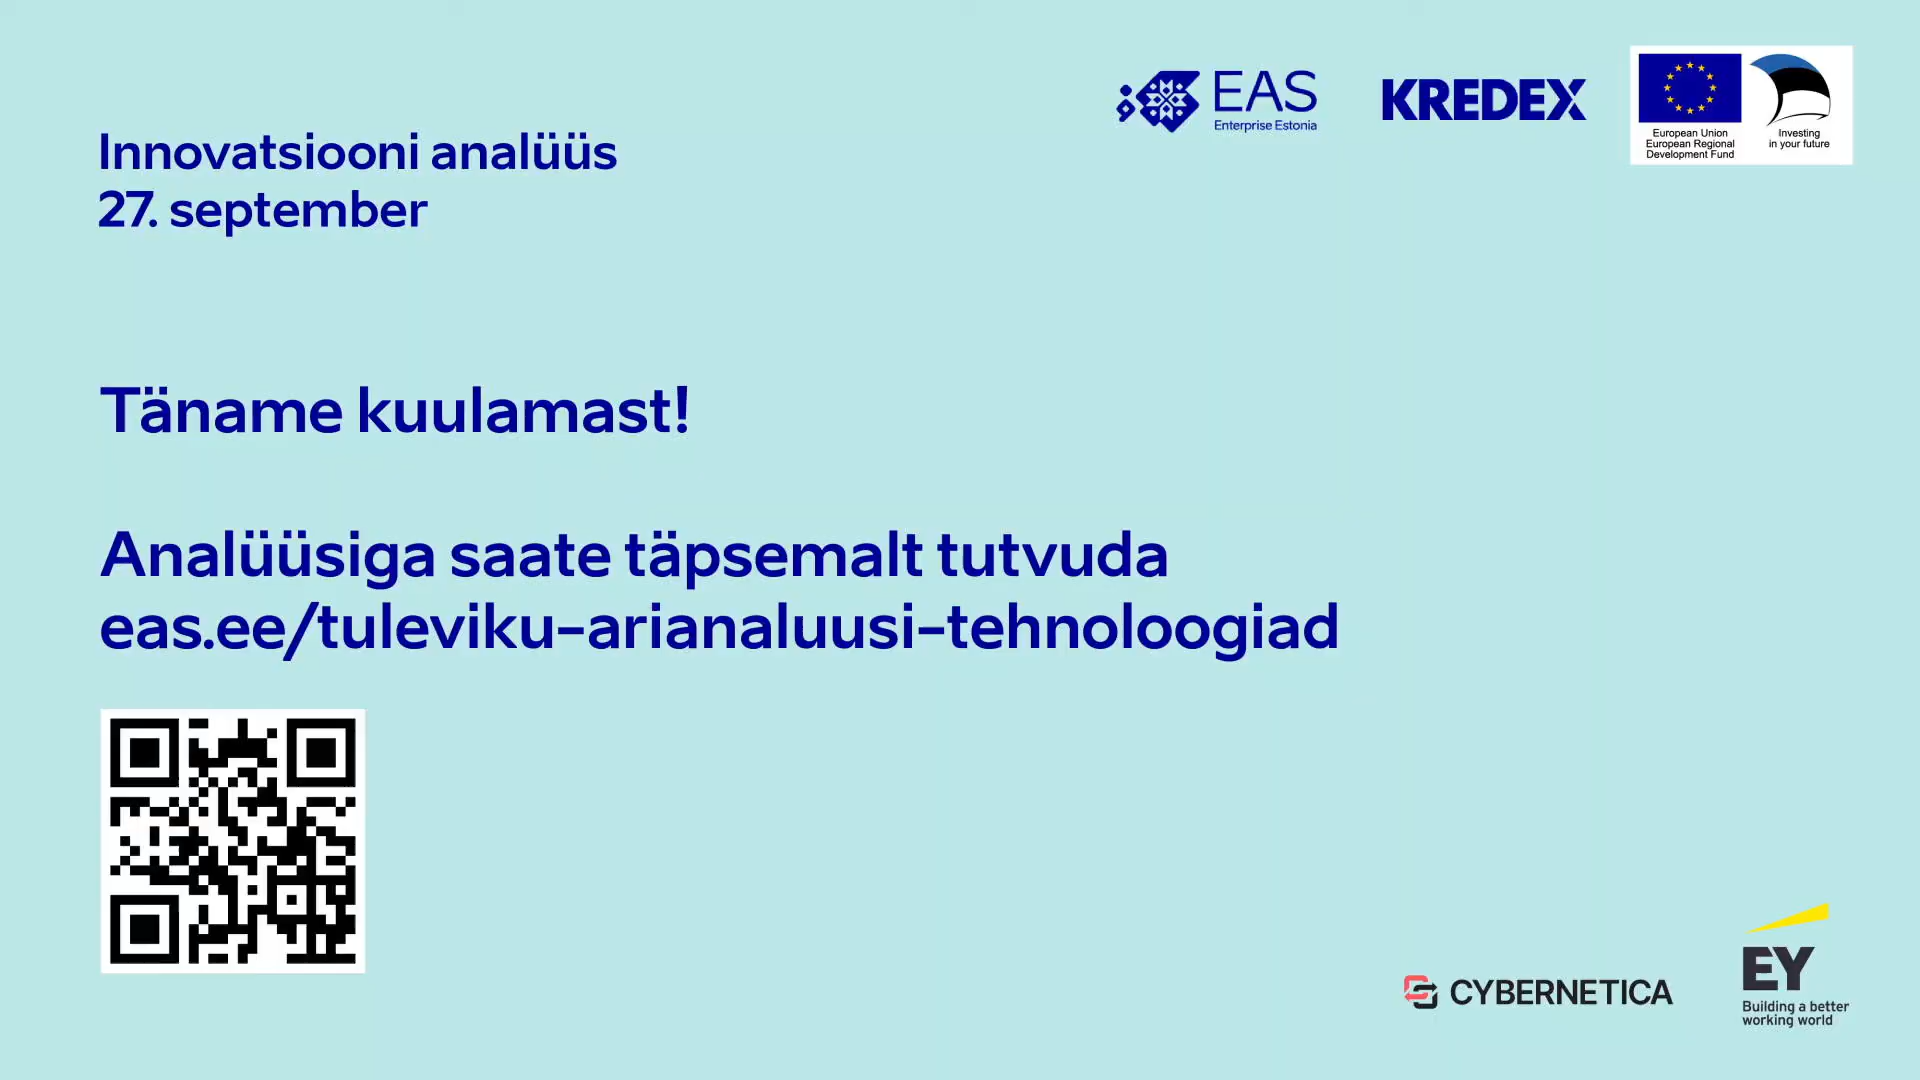 EAS
Enterprise Estonia
KREDEX
European Union
European Regional
Development Fund
Investing
in your future
Innovatsiooni analüüs
27. september
Täname kuulamast!
Analüüsiga saate täpsemalt tutvuda
eas.ee/tuleviku-arianaluusi-tehnoloogiad
CYBERNETICA
EY
Building a better
working world